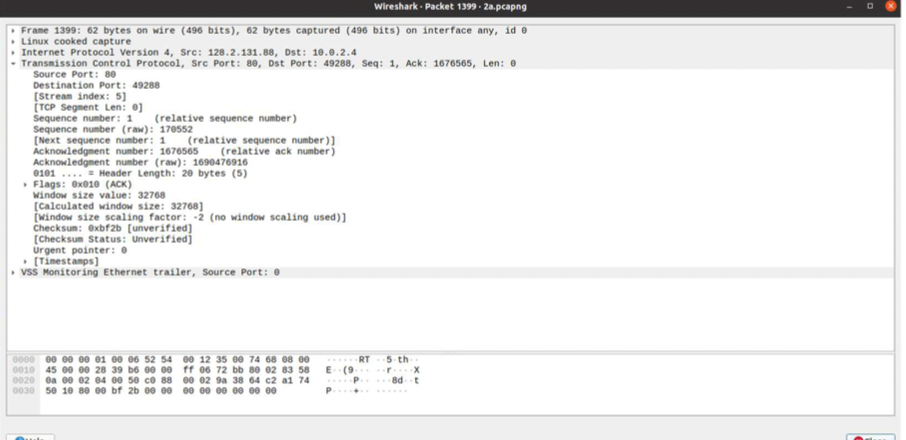 Wireshark · Packet 1399 · 2a.pcapng
Frame 1399: 62 bytes on wire (496 bits), 62 bytes captured (496 bits) on interface any, id 0
Linux cooked capture
Internet Protocol Version 4, Src: 128.2.131.88, Dst: 10.0.2.4
Transmission Control Protocol, Src Port: 80, Dst Port: 49288, Seq: 1, Ack: 1676565, Len: 0
Source Port: 80
Destination Port: 49288
[Stream index: 5]
[TCP Segment Len: 0]
Sequence number: 1    (relative sequence number)
Sequence number (raw): 170552
[Next sequence number: 1    (relative sequence number)]
Acknowledgment number: 1676565    (relative ack number)
Acknowledgment number (raw): 1690476916
0101 .... = Header Length: 20 bytes (5)
Flags: 0x010 (ACK)
Window size value: 32768
[Calculated window size: 32768]
[Window size scaling factor: -2 (no window scaling used)]
Checksum: 0xbf2b [unverified]
[Checksum Status: Unverified]
Urgent pointer: 0
[Timestamps]
VSS Monitoring Ethernet trailer, Source Port: 0
0000 00 00 00 01 00 06 52 54 00 12 35 00 74 68 08 00 ······RT ··5·th··
0010 45 00 00 28 39 b6 00 00 ff 06 72 bb 80 02 83 58 E··(9··· ··r····X
0020 0a 00 02 04 00 50 c0 88 00 02 9a 38 64 c2 a1 74 ·····P·· ···8d··t
0030 50 10 80 00 bf 2b 00 00 00 00 00 00 00 00 P····+·· ······